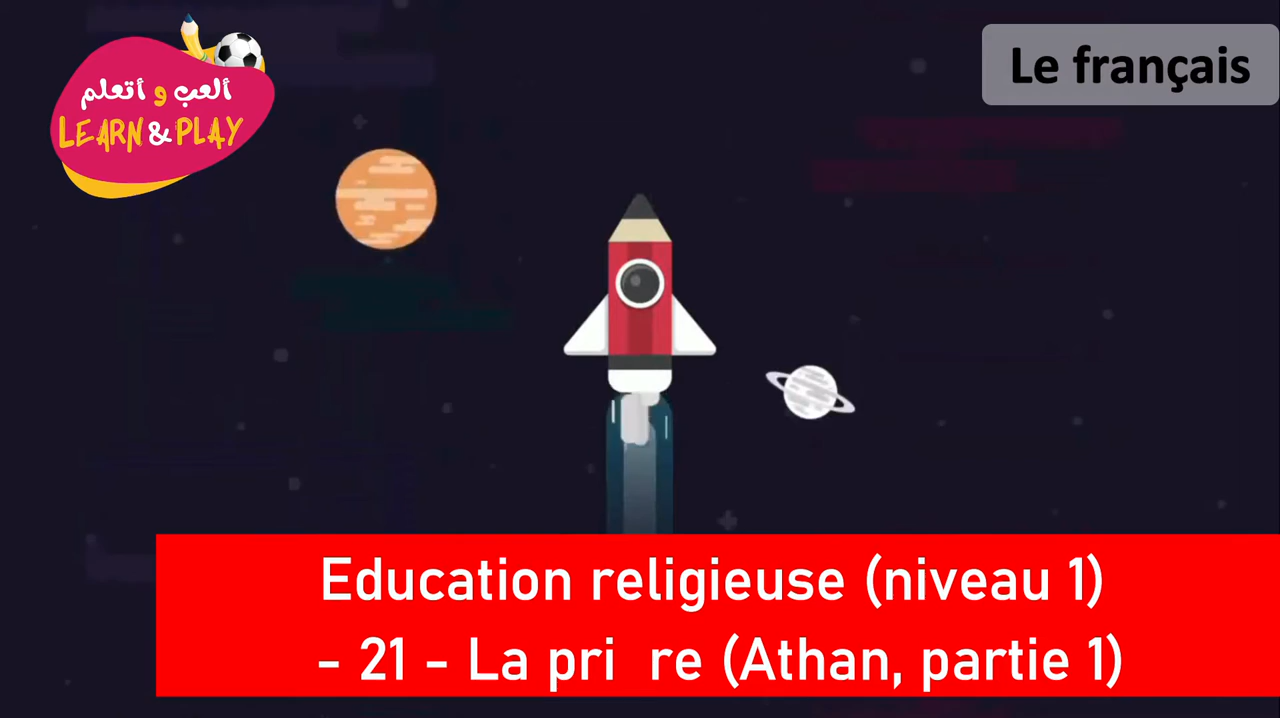 ألعب و أتعلم
LEARN & PLAY
Le français
Education religieuse (niveau 1)
- 21 - La pri re (Athan, partie 1)